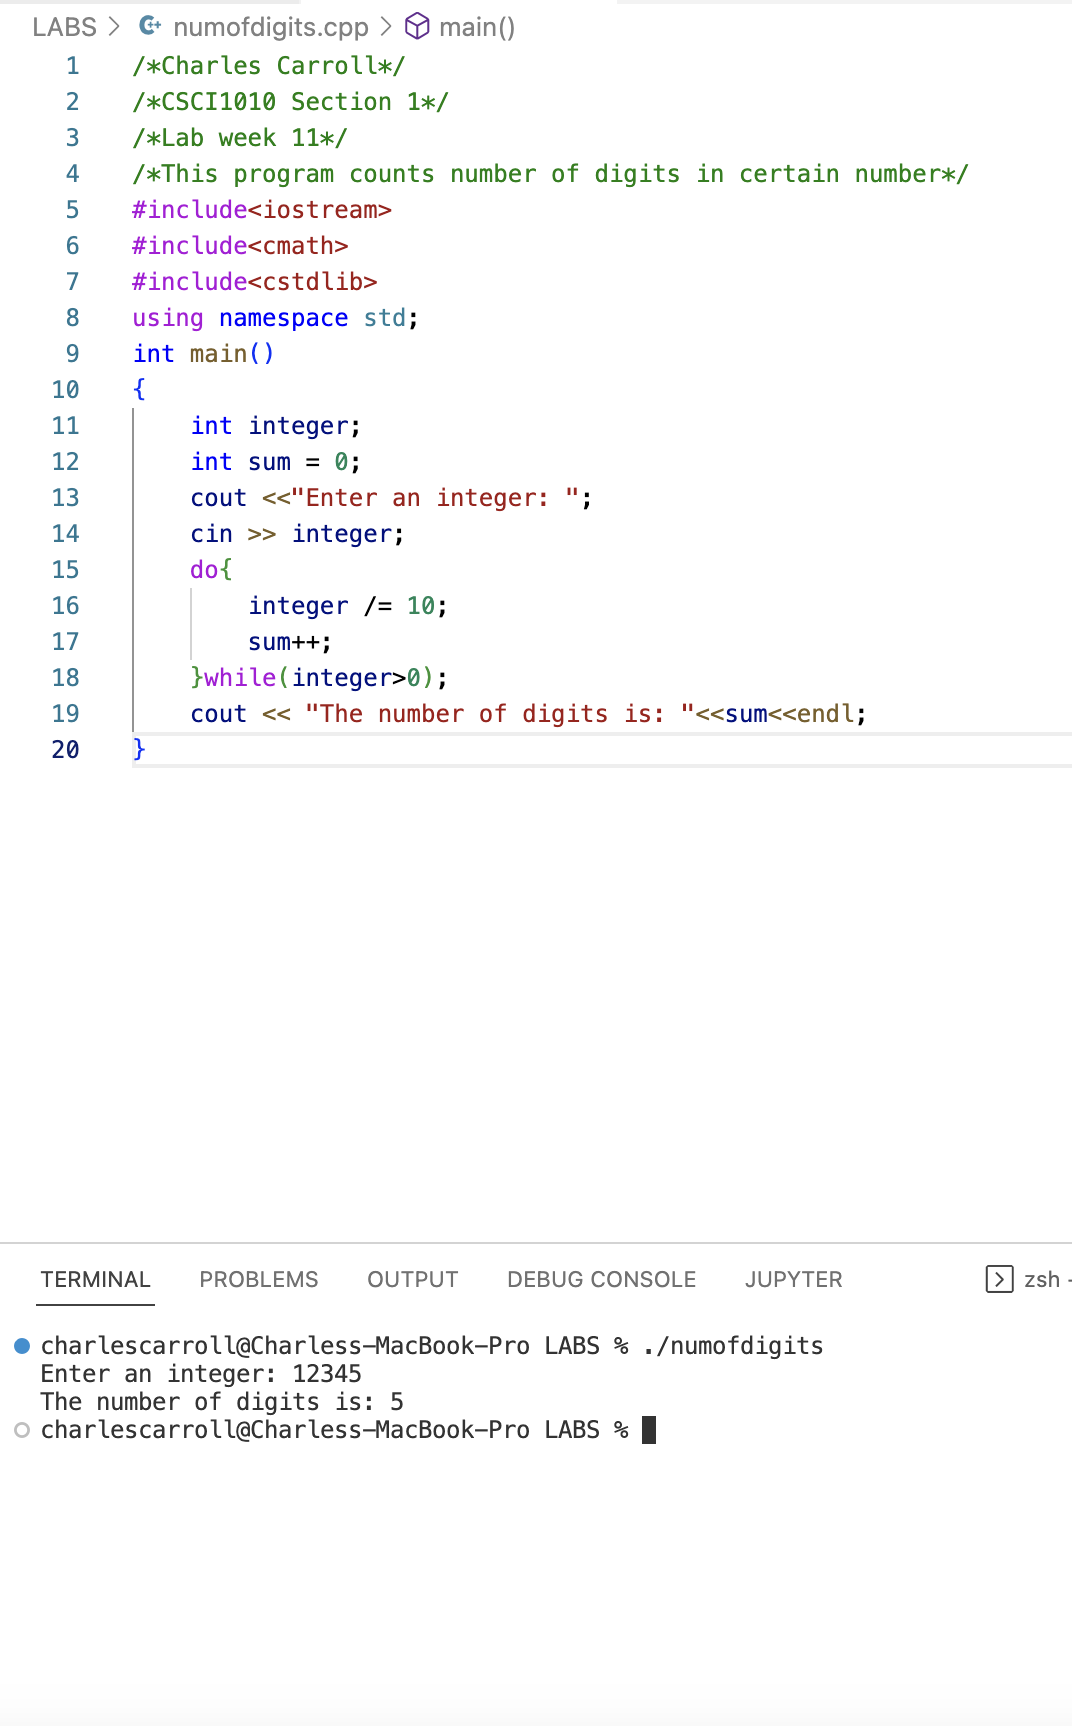 LABS > numofdigits.cpp > main()
1 /*Charles Carroll*/
2 /*CSCI1010 Section 1*/
3 /*Lab week 11*/
4 /*This program counts number of digits in certain number*/
5 #include<iostream>
6 #include<cmath>
7 #include<cstdlib>
8 using namespace std;
9 int main()
10 {
11     int integer;
12     int sum = 0;
13     cout <<"Enter an integer: ";
14     cin >> integer;
15     do{
16         integer /= 10;
17         sum++;
18     }while(integer>0);
19     cout << "The number of digits is: "<<sum<<endl;
20 }
TERMINAL PROBLEMS OUTPUT DEBUG CONSOLE JUPYTER zsh -
charlescarroll@Charless-MacBook-Pro LABS % ./numofdigits
Enter an integer: 12345
The number of digits is: 5
charlescarroll@Charless-MacBook-Pro LABS %